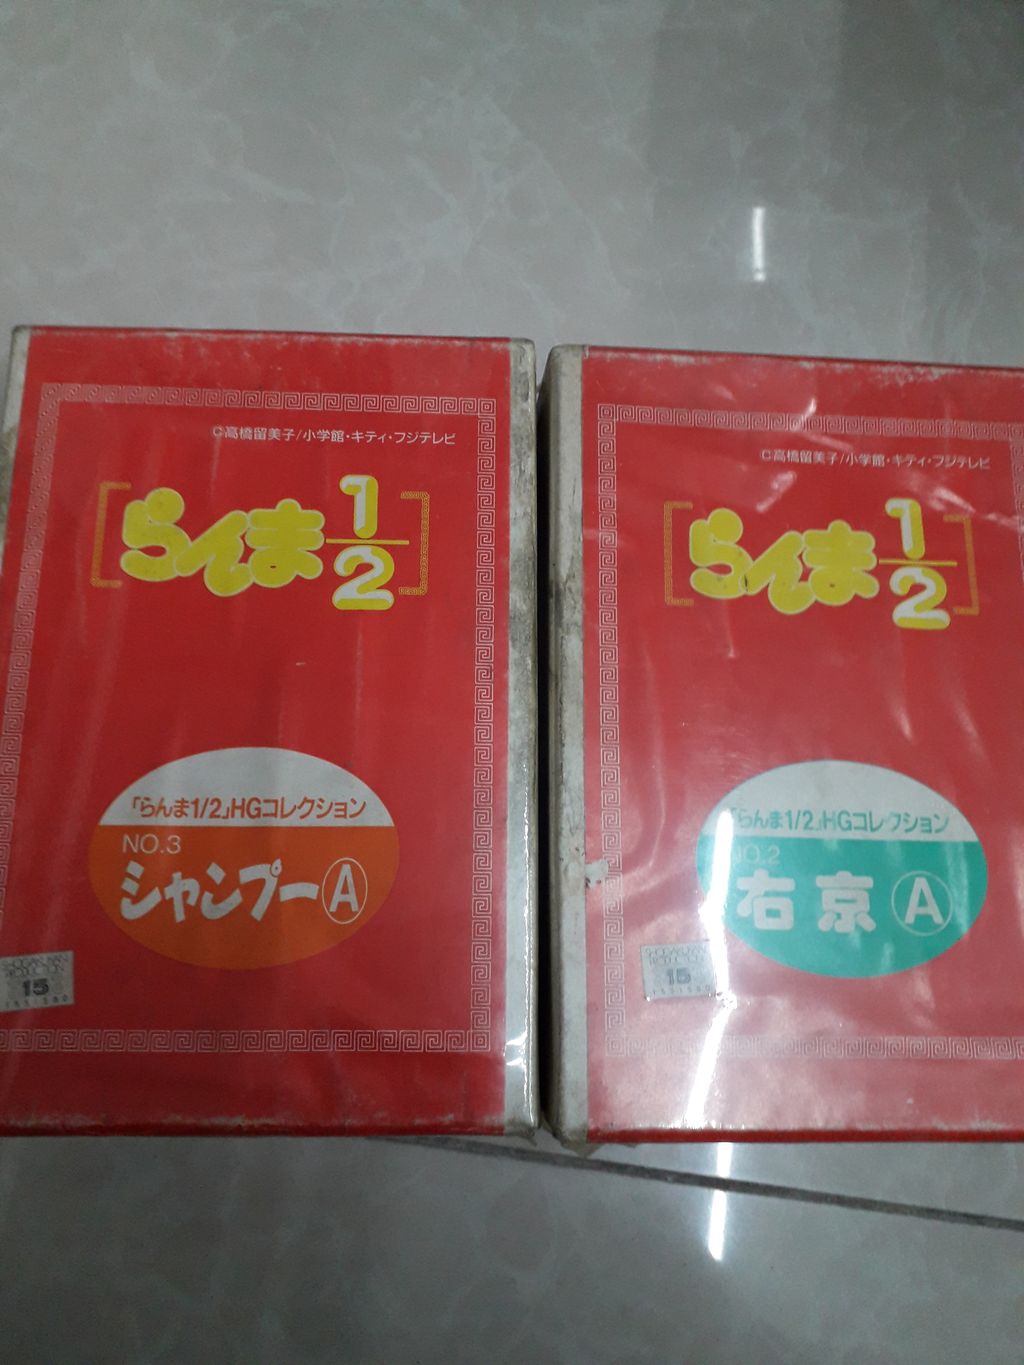 C高橋留美子/小学館・キティ・フジテレビ
[らんま1/2]
「らんま1/2」HGコレクション
NO.3
シャンプーⒶ
SHOGAKUKAN
PRODUCTION
15
C高橋留美子/小学館・キティ・フジテレビ
[らんま1/2]
「らんま1/2」HGコレクション
NO.2
右京Ⓐ
SHOGAKUKAN
PRODUCTION
15